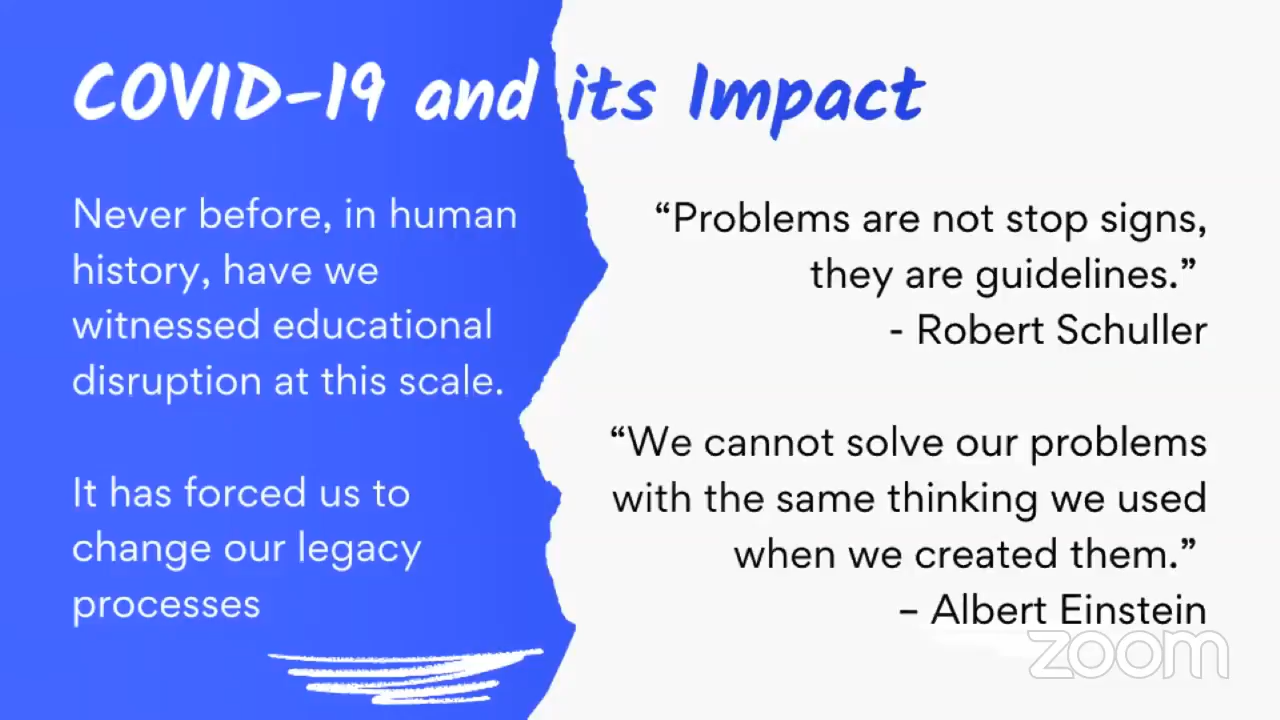 COVID-19 and its Impact
Never before, in human
history, have we
witnessed educational
disruption at this scale.
It has forced us to
change our legacy
processes
“Problems are not stop signs,
they are guidelines.”
- Robert Schuller
“We cannot solve our problems
with the same thinking we used
when we created them.”
– Albert Einstein
zoom